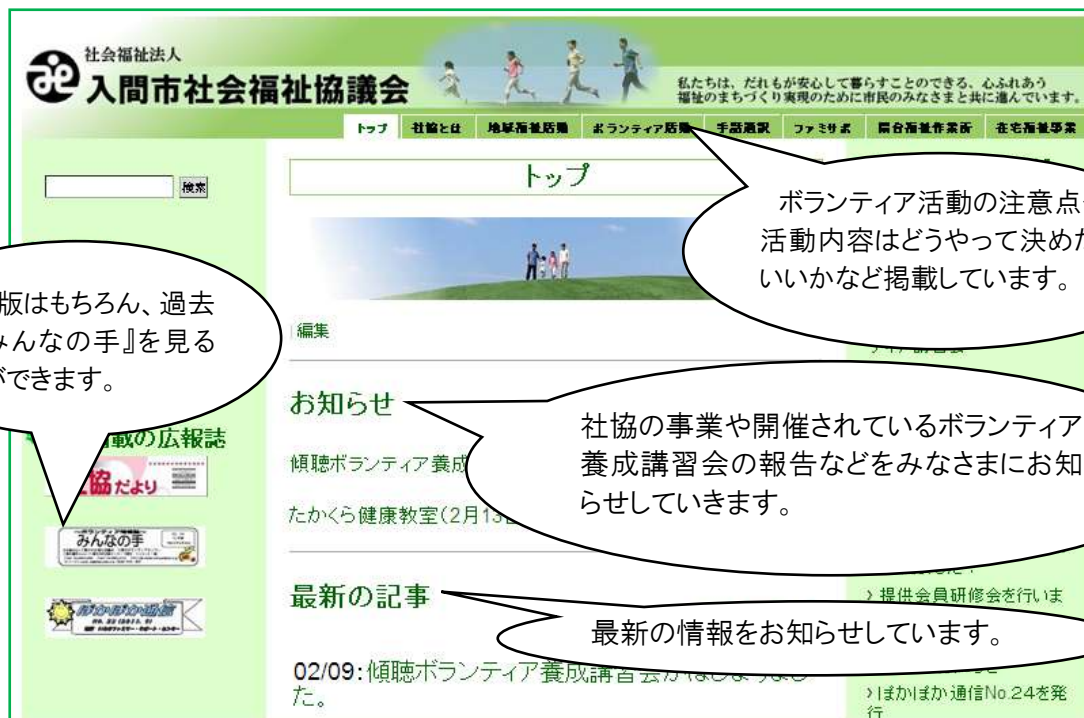 社会福祉法人
入間市社会福祉協議会
私たちは、だれもが安心して暮らすことのできる、心ふれあう
福祉のまちづくり実現のために市民のみなさまと共に進んでいます。
トップ 社協とは 地域福祉活動 ボランティア活動 手話通訳 ファミサポ 在宅福祉事業
検索
トップ
ボランティア活動の注意点
活動内容はどうやって決めた
いいかなど掲載しています。
版はもちろん、過去
みんなの手』を見る
ができます。
編集
載の広報誌
協だより
みんなの手
ぽかぽか通信
お知らせ
傾聴ボランティア養成
たかくら健康教室(2月13
社協の事業や開催されているボランティア
養成講習会の報告などをみなさまにお知
らせしていきます。
最新の記事
最新の情報をお知らせしています。
02/09:傾聴ボランティア養成講習会がはじまりまし
た。
提供会員研修会を行いま
ぽかぽか通信No.24を発
行